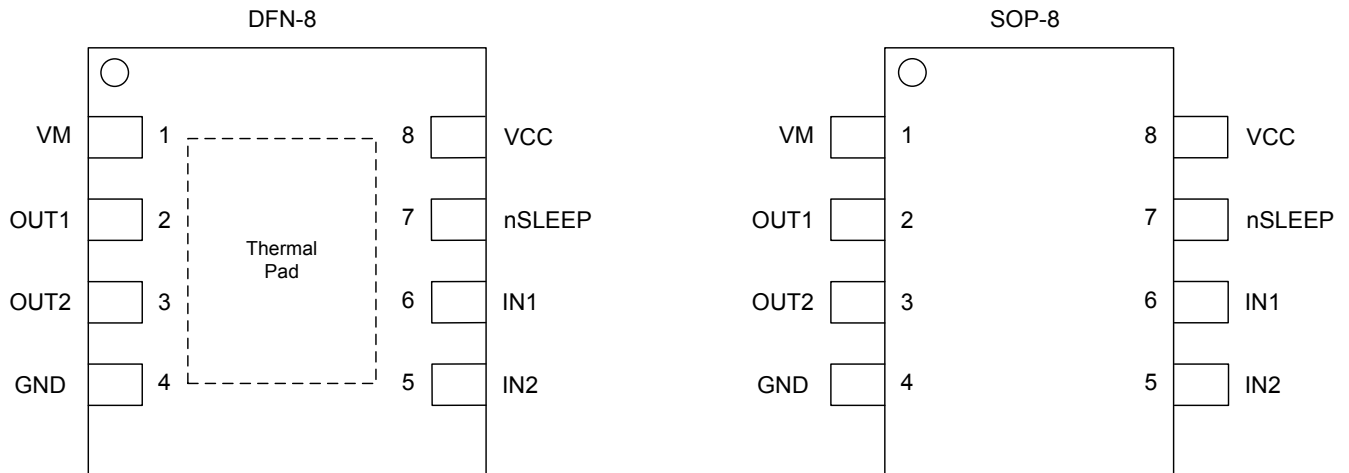 DFN-8
VM 1 8 VCC
OUT1 2 7 nSLEEP
Thermal
Pad
OUT2 3 6 IN1
GND 4 5 IN2
SOP-8
VM 1 8 VCC
OUT1 2 7 nSLEEP
OUT2 3 6 IN1
GND 4 5 IN2